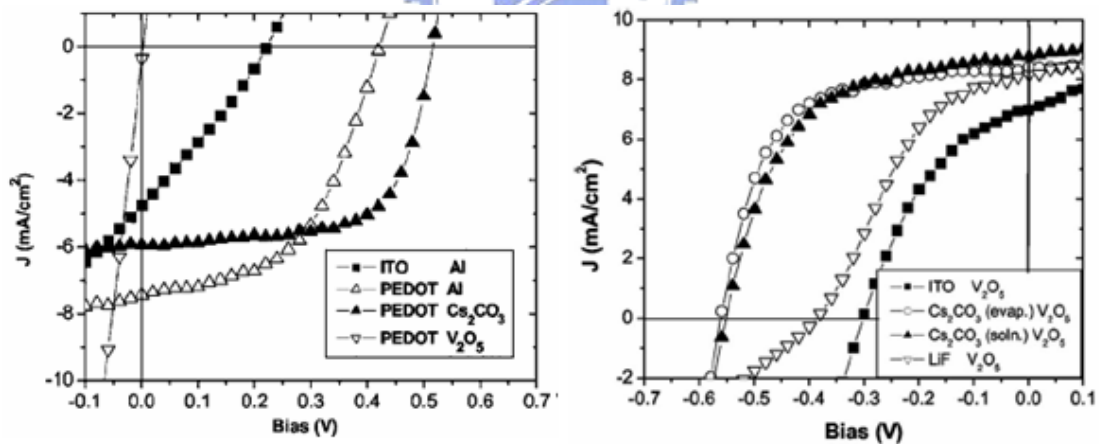 0
-2
-4
-6
-8
-10
J (mA/cm²)
ITO Al
PEDOT Al
PEDOT Cs₂CO₃
PEDOT V₂O₅
-0.1 0.0 0.1 0.2 0.3 0.4 0.5 0.6 0.7
Bias (V)
10
8
6
4
2
0
-2
J (mA/cm²)
ITO V₂O₅
Cs₂CO₃ (evap.) V₂O₅
Cs₂CO₃ (soln.) V₂O₅
LiF V₂O₅
-0.7 -0.6 -0.5 -0.4 -0.3 -0.2 -0.1 0.0 0.1
Bias (V)